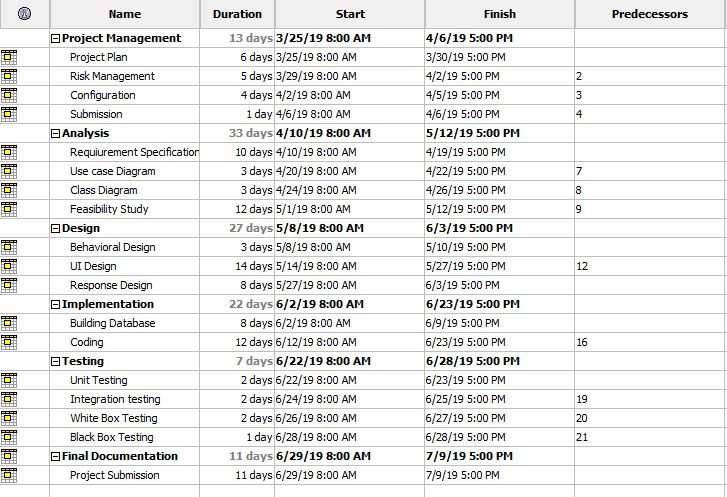 Name Duration Start Finish Predecessors
Project Management 13 days 3/25/19 8:00 AM 4/6/19 5:00 PM
Project Plan 6 days 3/25/19 8:00 AM 3/30/19 5:00 PM
Risk Management 5 days 3/29/19 8:00 AM 4/2/19 5:00 PM 2
Configuration 4 days 4/2/19 8:00 AM 4/5/19 5:00 PM 3
Submission 1 day 4/6/19 8:00 AM 4/6/19 5:00 PM 4
Analysis 33 days 4/10/19 8:00 AM 5/12/19 5:00 PM
Requiurement Specification 10 days 4/10/19 8:00 AM 4/19/19 5:00 PM
Use case Diagram 3 days 4/20/19 8:00 AM 4/22/19 5:00 PM 7
Class Diagram 3 days 4/24/19 8:00 AM 4/26/19 5:00 PM 8
Feasibility Study 12 days 5/1/19 8:00 AM 5/12/19 5:00 PM 9
Design 27 days 5/8/19 8:00 AM 6/3/19 5:00 PM
Behavioral Design 3 days 5/8/19 8:00 AM 5/10/19 5:00 PM
UI Design 14 days 5/14/19 8:00 AM 5/27/19 5:00 PM 12
Response Design 8 days 5/27/19 8:00 AM 6/3/19 5:00 PM
Implementation 22 days 6/2/19 8:00 AM 6/23/19 5:00 PM
Building Database 8 days 6/2/19 8:00 AM 6/9/19 5:00 PM
Coding 12 days 6/12/19 8:00 AM 6/23/19 5:00 PM 16
Testing 7 days 6/22/19 8:00 AM 6/28/19 5:00 PM
Unit Testing 2 days 6/22/19 8:00 AM 6/23/19 5:00 PM
Integration testing 2 days 6/24/19 8:00 AM 6/25/19 5:00 PM 19
White Box Testing 2 days 6/26/19 8:00 AM 6/27/19 5:00 PM 20
Black Box Testing 1 day 6/28/19 8:00 AM 6/28/19 5:00 PM 21
Final Documentation 11 days 6/29/19 8:00 AM 7/9/19 5:00 PM
Project Submission 11 days 6/29/19 8:00 AM 7/9/19 5:00 PM